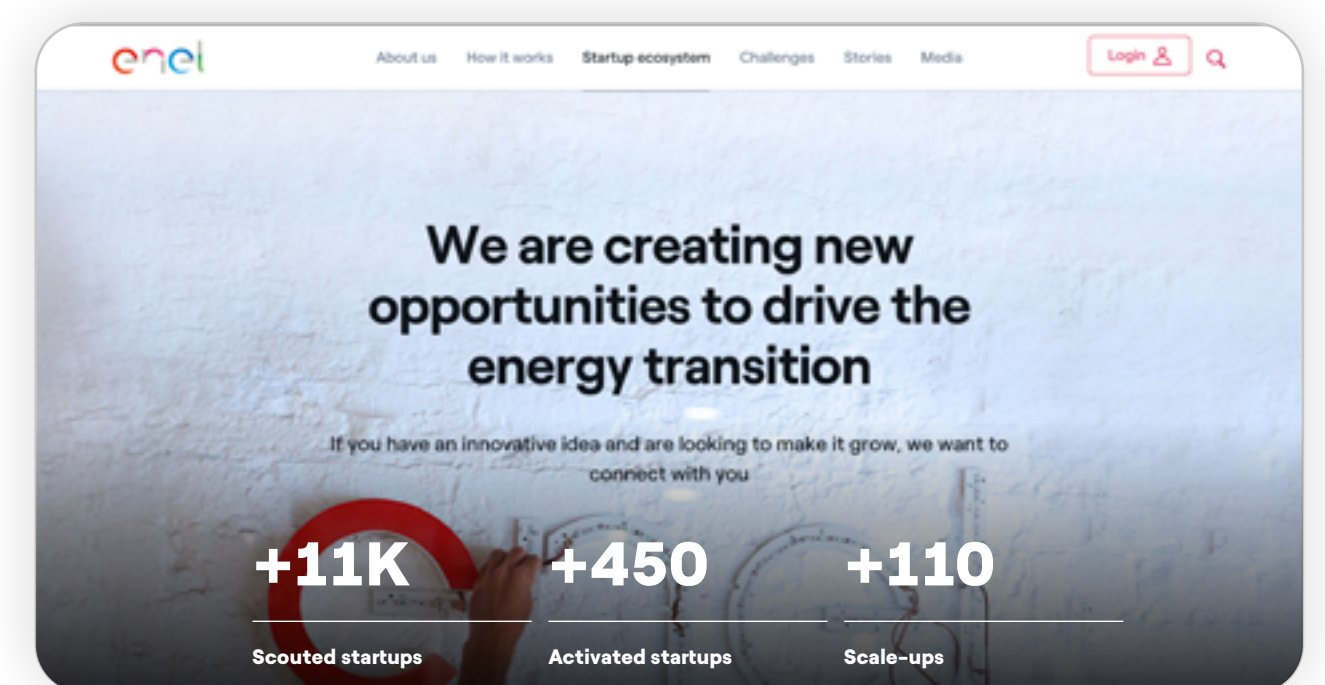 enel
About us How it works Startup ecosystem Challenges Stories Media Login
We are creating new
opportunities to drive the
energy transition
If you have an innovative idea and are looking to make it grow, we want to
connect with you
+11K +450 +110
Scouted startups Activated startups Scale-ups